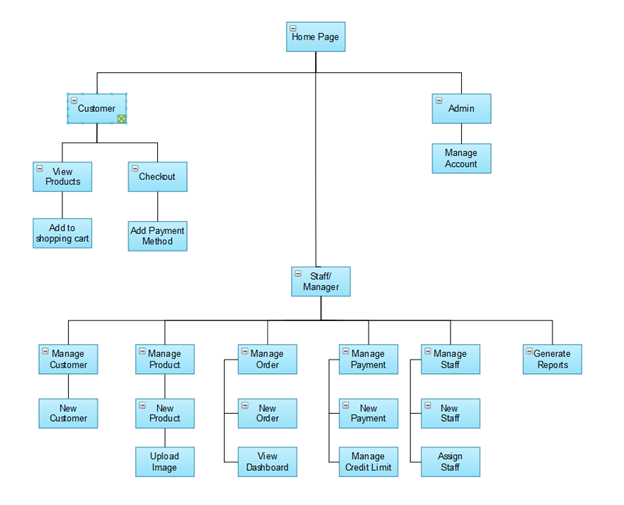 Home Page
Customer
Admin
View
Products
Checkout
Manage
Account
Add to
shopping cart
Add Payment
Method
Staff/
Manager
Manage
Customer
Manage
Product
Manage
Order
Manage
Payment
Manage
Staff
Generate
Reports
New
Customer
New
Product
New
Order
New
Payment
New
Staff
Upload
Image
View
Dashboard
Manage
Credit Limit
Assign
Staff